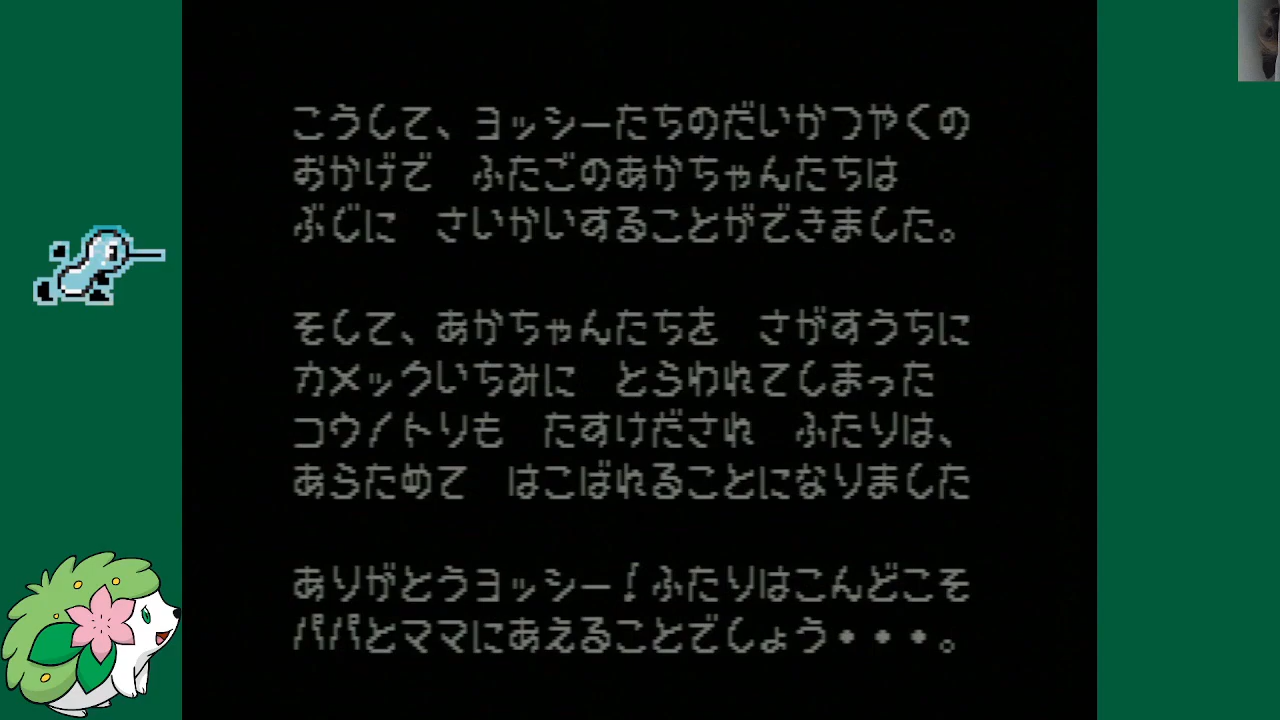 こうして、ヨッシーたちのだいかつやくの
おかげで　ふたごのあかちゃんたちは
ぶじに　さいかいすることができました。
そして、あかちゃんたちを　さがすうちに
カメックいちみに　とらわれてしまった
コウノトリも　たすけだされ　ふたりは、
あらためて　はこばれることになりました
ありがとうヨッシー！ふたりはこんどこそ
パパとママにあえることでしょう・・・。